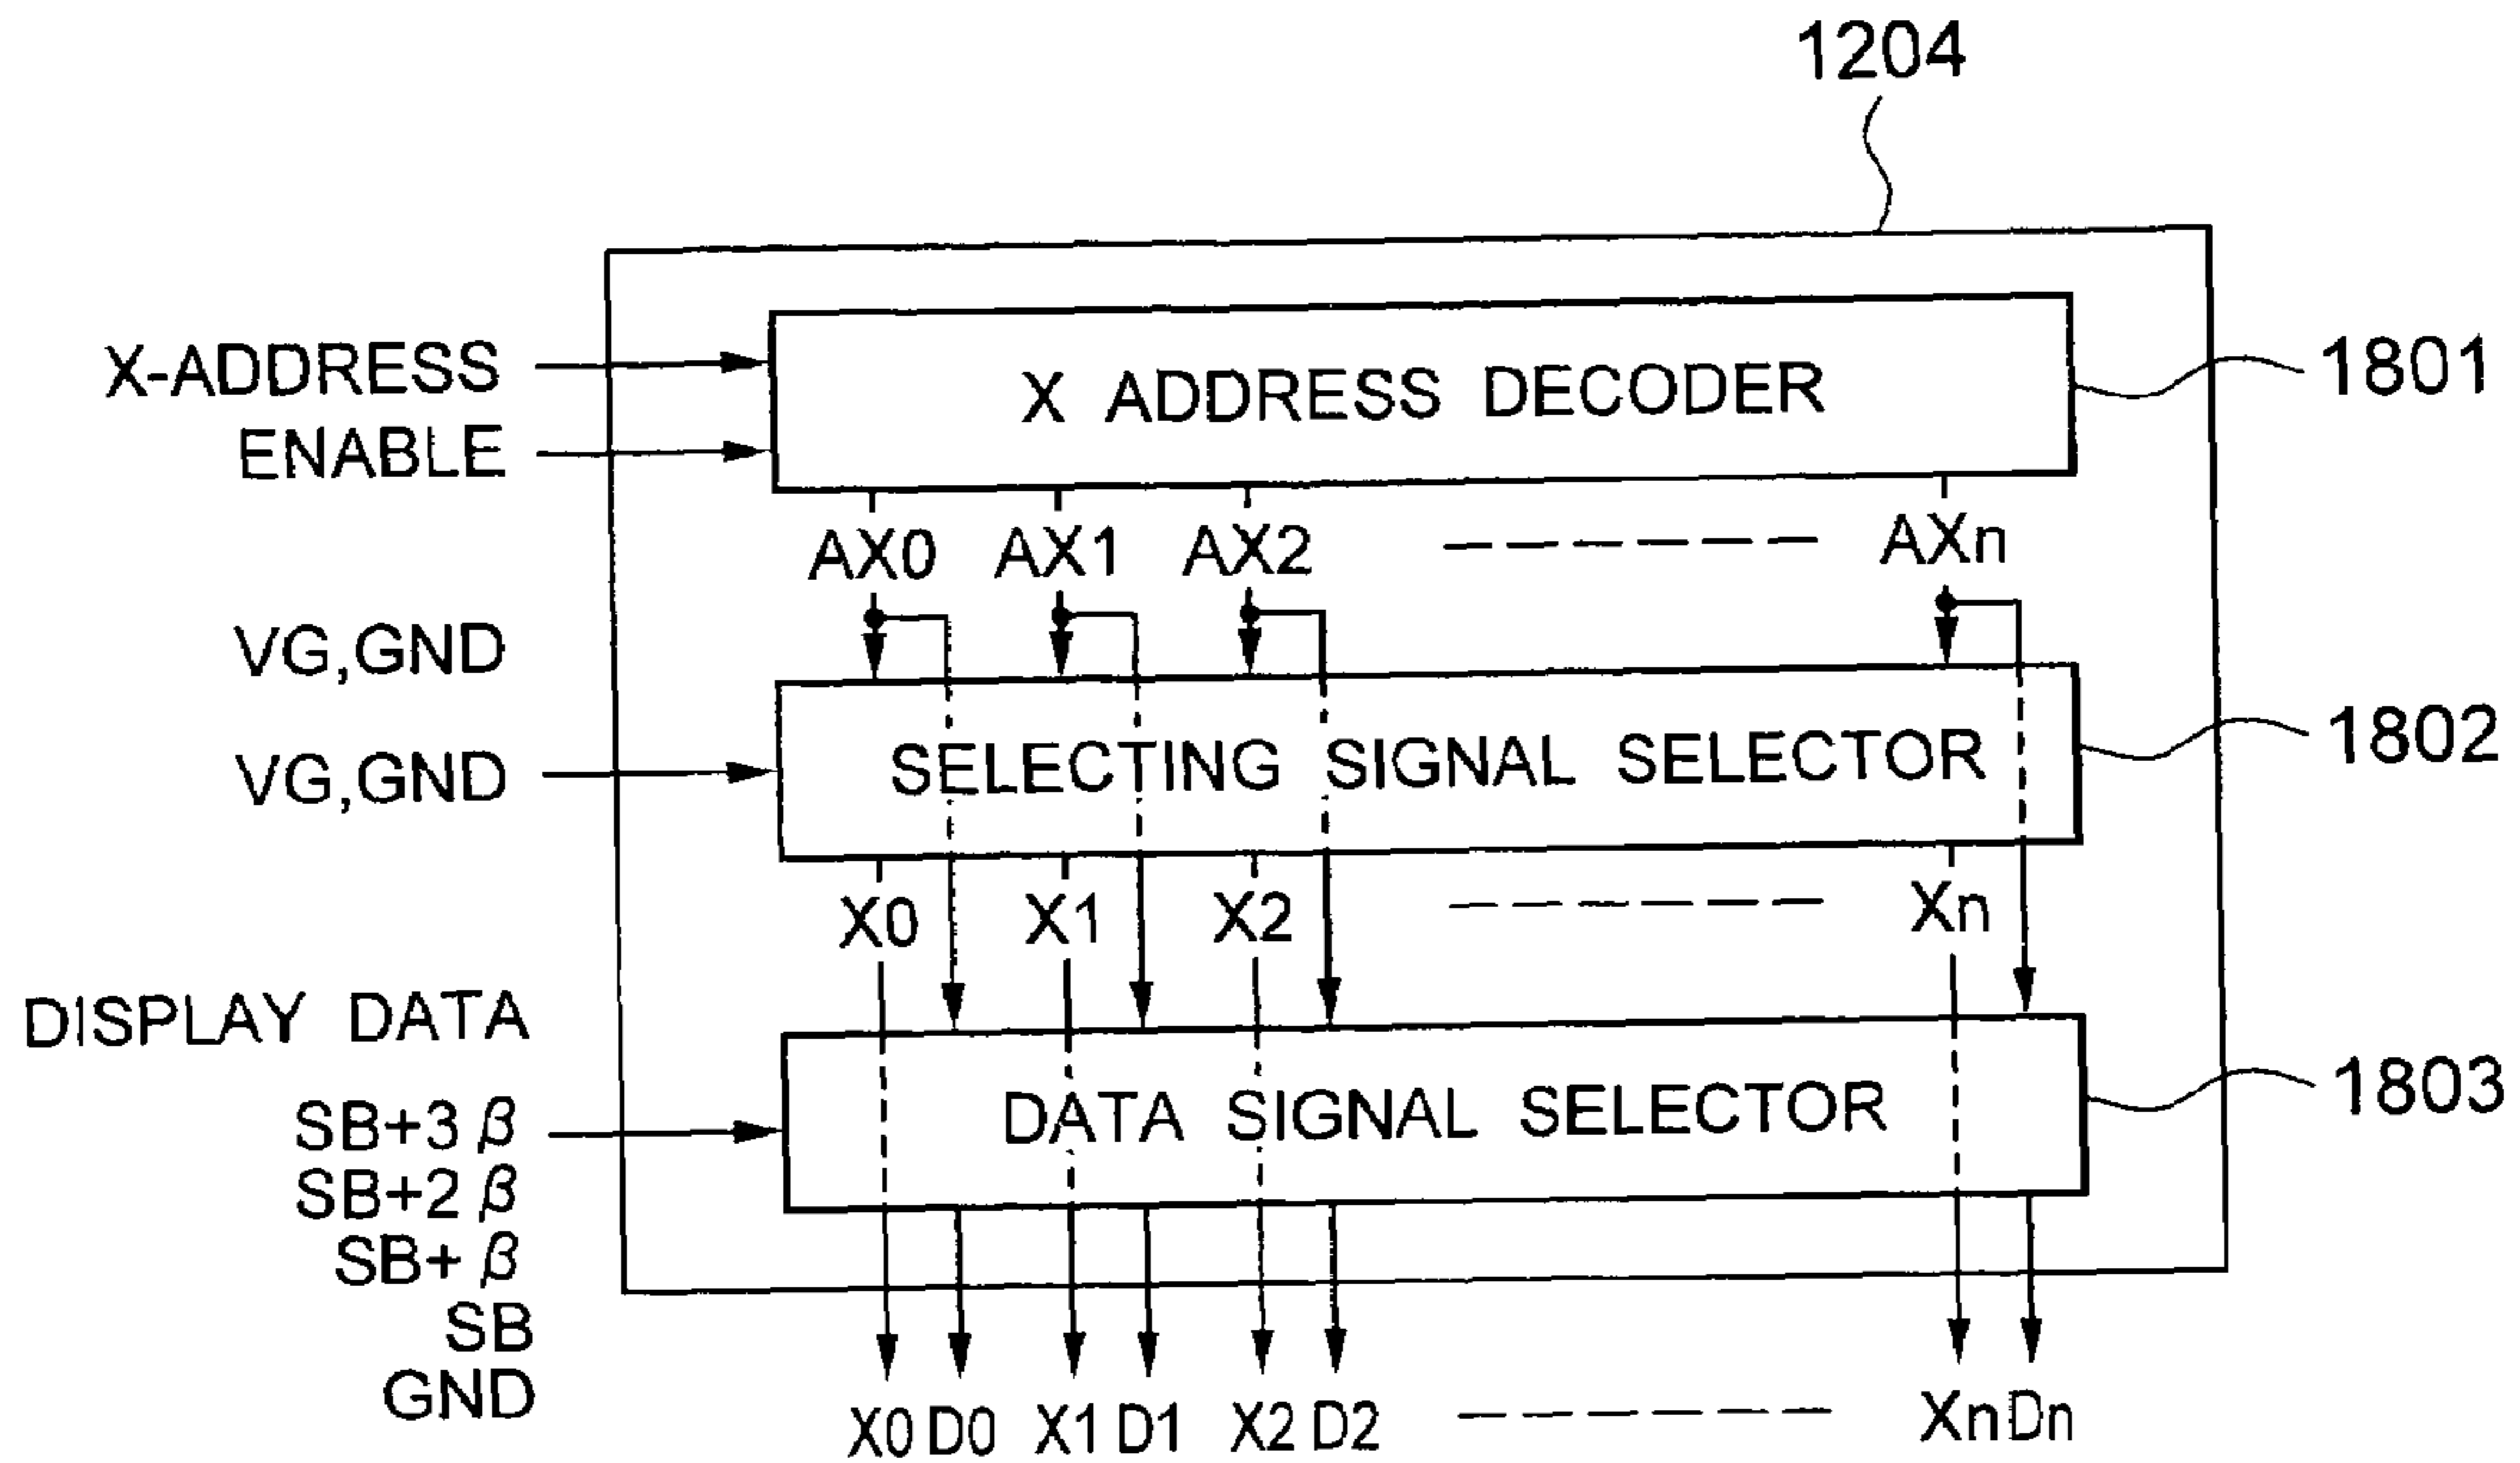 1204
X-ADDRESS
ENABLE
X ADDRESS DECODER
1801
AX0 AX1 AX2 AXn
VG,GND
VG,GND
SELECTING SIGNAL SELECTOR
1802
X0 X1 X2 Xn
DISPLAY DATA
SB+3β
SB+2β
SB+β
SB
GND
DATA SIGNAL SELECTOR
1803
X0 D0 X1 D1 X2 D2 Xn Dn